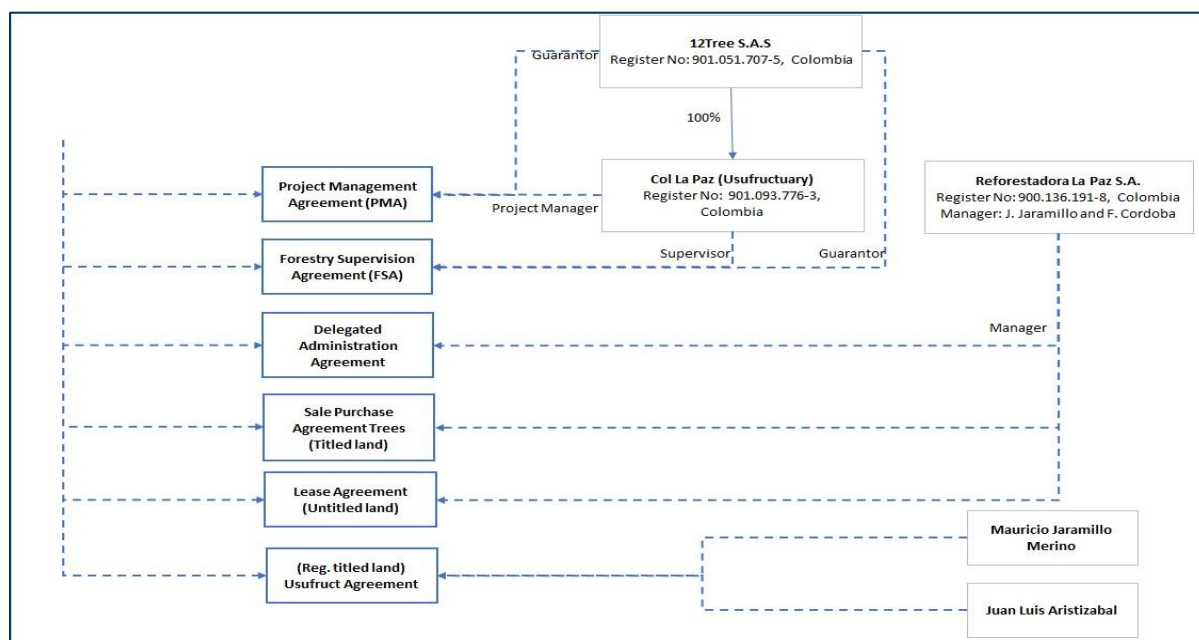 12Tree S.A.S
Register No: 901.051.707-5, Colombia
Guarantor
100%
Project Management
Agreement (PMA)
Col La Paz (Usufructuary)
Register No: 901.093.776-3,
Colombia
Reforestadora La Paz S.A.
Register No: 900.136.191-8, Colombia
Manager: J. Jaramillo and F. Cordoba
Project Manager
Supervisor
Guarantor
Forestry Supervision
Agreement (FSA)
Delegated
Administration
Agreement
Manager
Sale Purchase
Agreement Trees
(Titled land)
Lease Agreement
(Untitled land)
Mauricio Jaramillo
Merino
(Reg. titled land)
Usufruct Agreement
Juan Luis Aristizabal